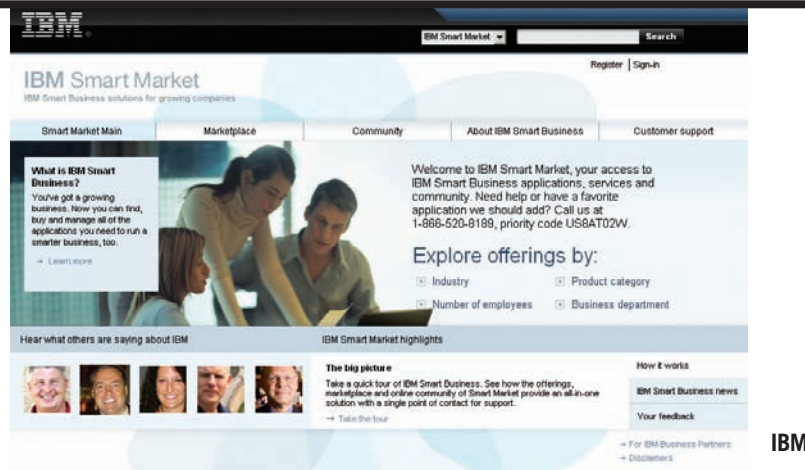 IBM
IBM Smart Market
Search
Register | Sign-in
IBM Smart Market
IBM Smart Business solutions for growing companies
Smart Market Main
Marketplace
Community
About IBM Smart Business
Customer support
What is IBM Smart
Business?
You've got a growing
business. Now you can find,
buy and manage all of the
applications you need to run a
smarter business, too.
→ Learn more
Welcome to IBM Smart Market, your access to
IBM Smart Business applications, services and
community. Need help or have a favorite
application we should add? Call us at
1-866-520-8189, priority code US8AT02W.
Explore offerings by:
Industry
Product category
Number of employees
Business department
Hear what others are saying about IBM
IBM Smart Market highlights
The big picture
Take a quick tour of IBM Smart Business. See how the offerings,
marketplace and online community of Smart Market provide an all-in-one
solution with a single point of contact for support.
→ Take the tour
How it works
IBM Smart Business news
Your feedback
→ For IBM Business Partners
→ Disclaimers
IBM